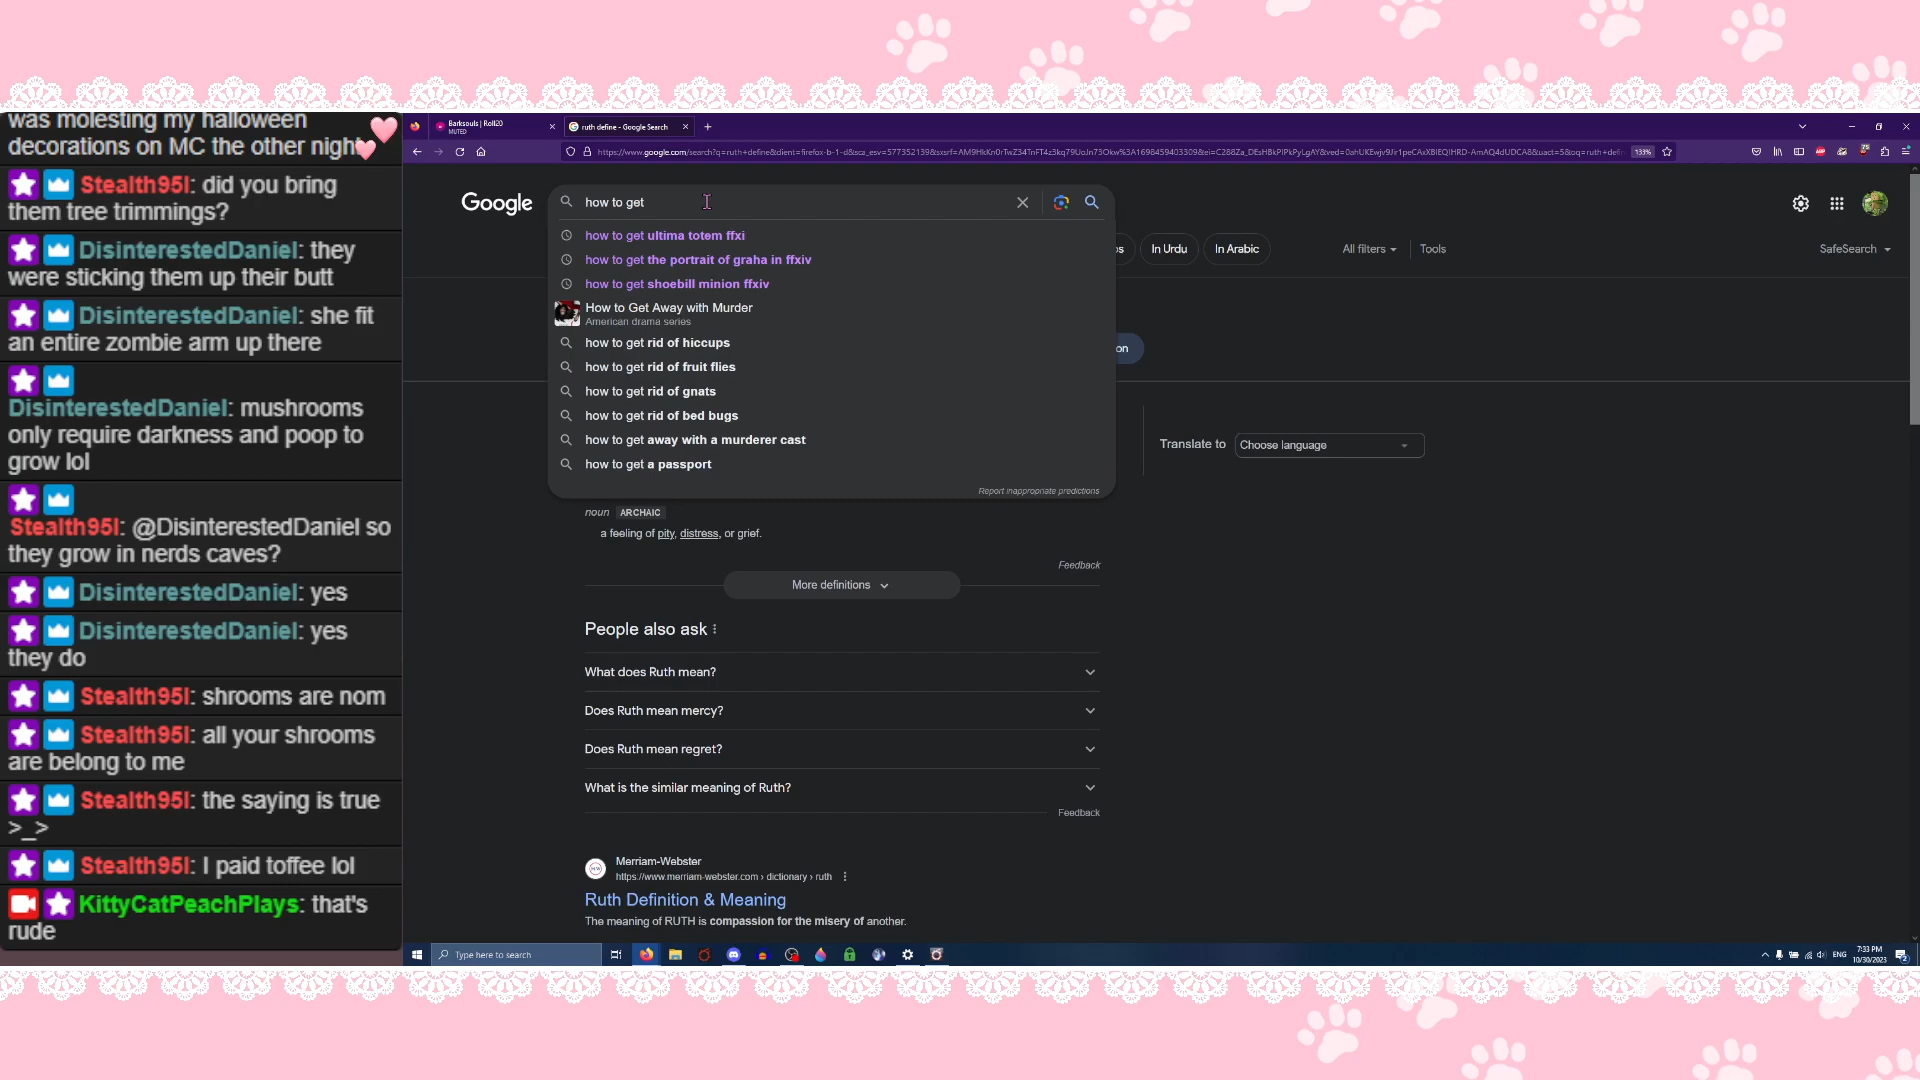 was molesting my halloween
decorations on MC the other night
Stealth95I: did you bring
them tree trimmings?
DisinterestedDaniel: they
were sticking them up their butt
DisinterestedDaniel: she fit
an entire zombie arm up there
DisinterestedDaniel: mushrooms
only require darkness and poop to
grow lol
Stealth95I: @DisinterestedDaniel so
they grow in nerds caves?
DisinterestedDaniel: yes
DisinterestedDaniel: yes
they do
Stealth95I: shrooms are nom
Stealth95I: all your shrooms
are belong to me
Stealth95I: the saying is true
>_>
Stealth95I: I paid toffee lol
KittyCatPeachPlays: that's
rude
Barksouls | Roll20
MUTED
ruth define - Google Search
133%
Google
how to get
how to get ultima totem ffxi
how to get the portrait of graha in ffxiv
how to get shoebill minion ffxiv
How to Get Away with Murder
American drama series
how to get rid of hiccups
how to get rid of fruit flies
how to get rid of gnats
how to get rid of bed bugs
how to get away with a murderer cast
how to get a passport
Report inappropriate predictions
In Urdu
In Arabic
All filters
Tools
SafeSearch
on
Translate to
Choose language
noun ARCHAIC
a feeling of pity, distress, or grief.
Feedback
More definitions
People also ask
What does Ruth mean?
Does Ruth mean mercy?
Does Ruth mean regret?
What is the similar meaning of Ruth?
Feedback
Merriam-Webster
https://www.merriam-webster.com › dictionary › ruth
Ruth Definition & Meaning
The meaning of RUTH is compassion for the misery of another.
Type here to search
ENG
7:33 PM
10/30/2023